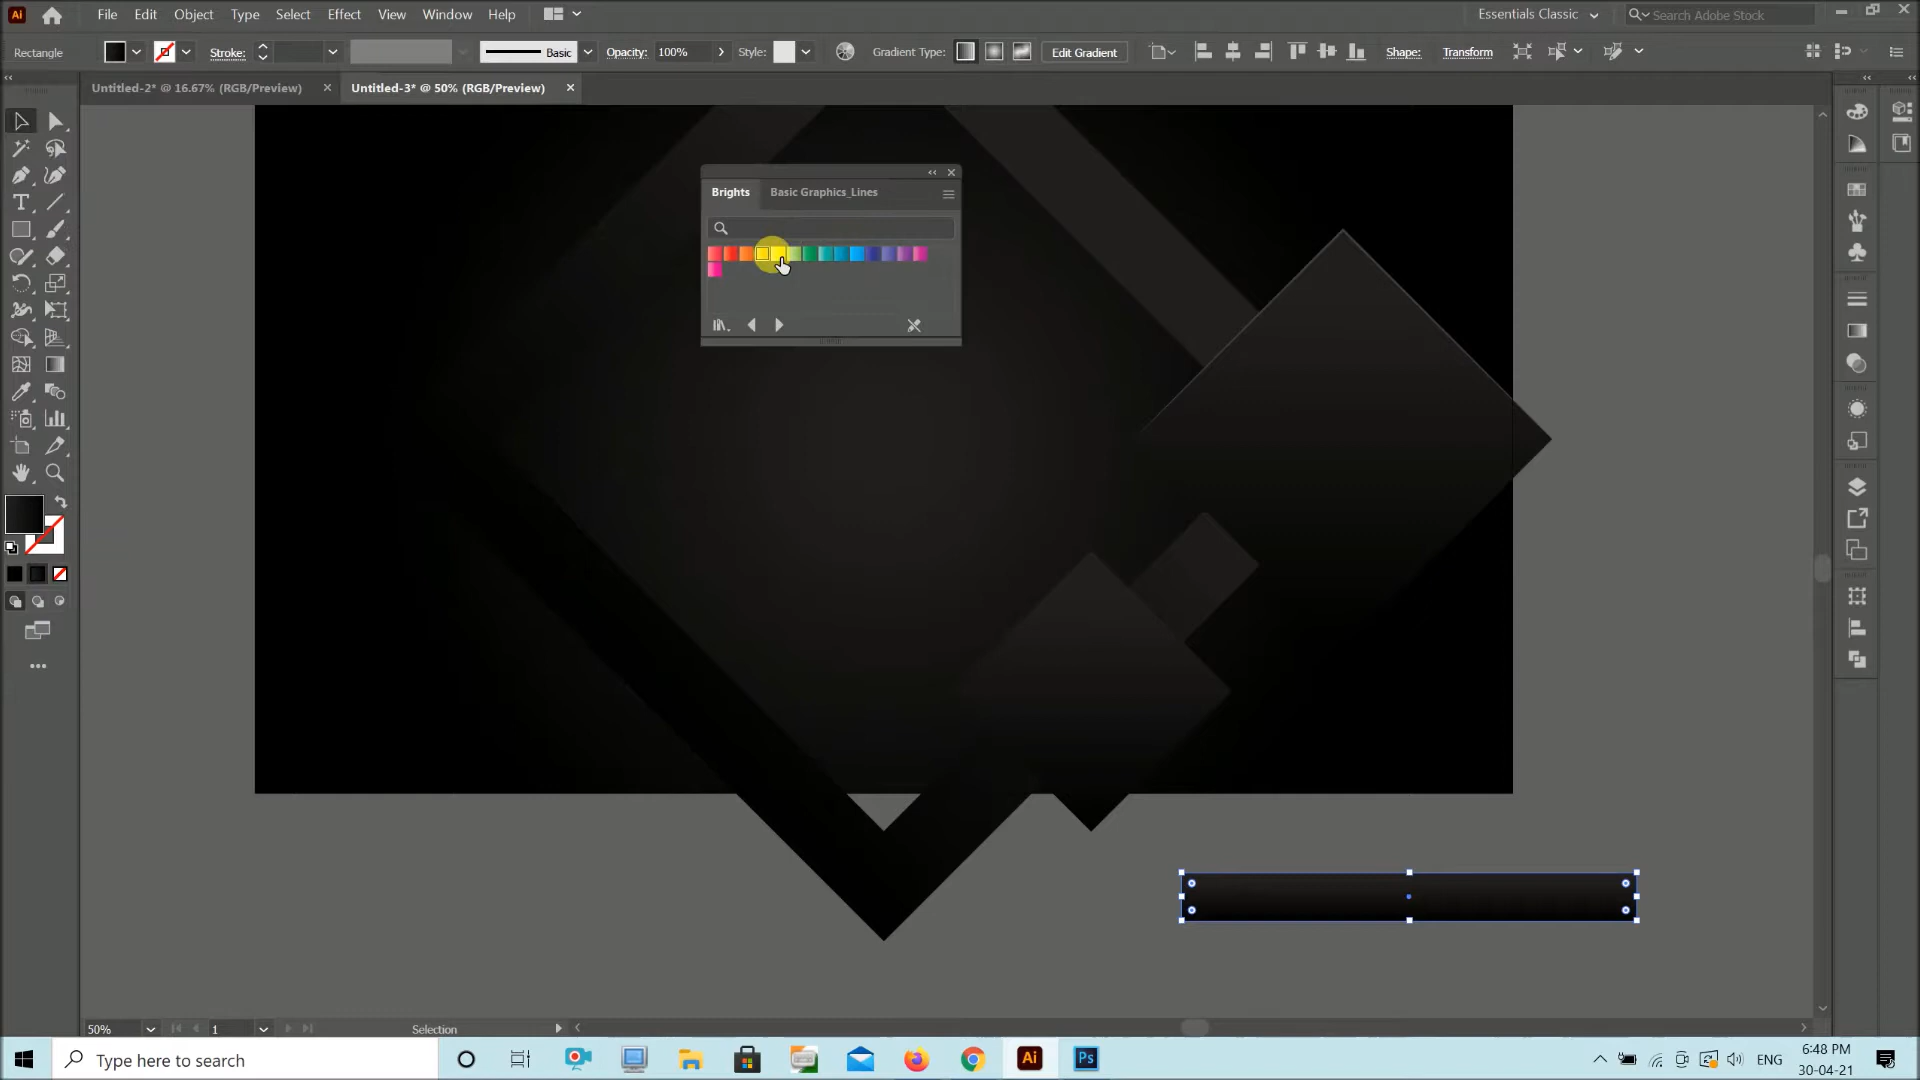 Ai File Edit Object Type Select Effect View Window Help Essentials Classic Search Adobe Stock
Rectangle Stroke: Basic Opacity: 100% Style: Gradient Type: Edit Gradient Shape: Transform
Untitled-2* @ 16.67% (RGB/Preview) Untitled-3* @ 50% (RGB/Preview)
Brights Basic Graphics_Lines
50% 1 Selection
Type here to search Ai Ps ENG 6:48 PM
30-04-21